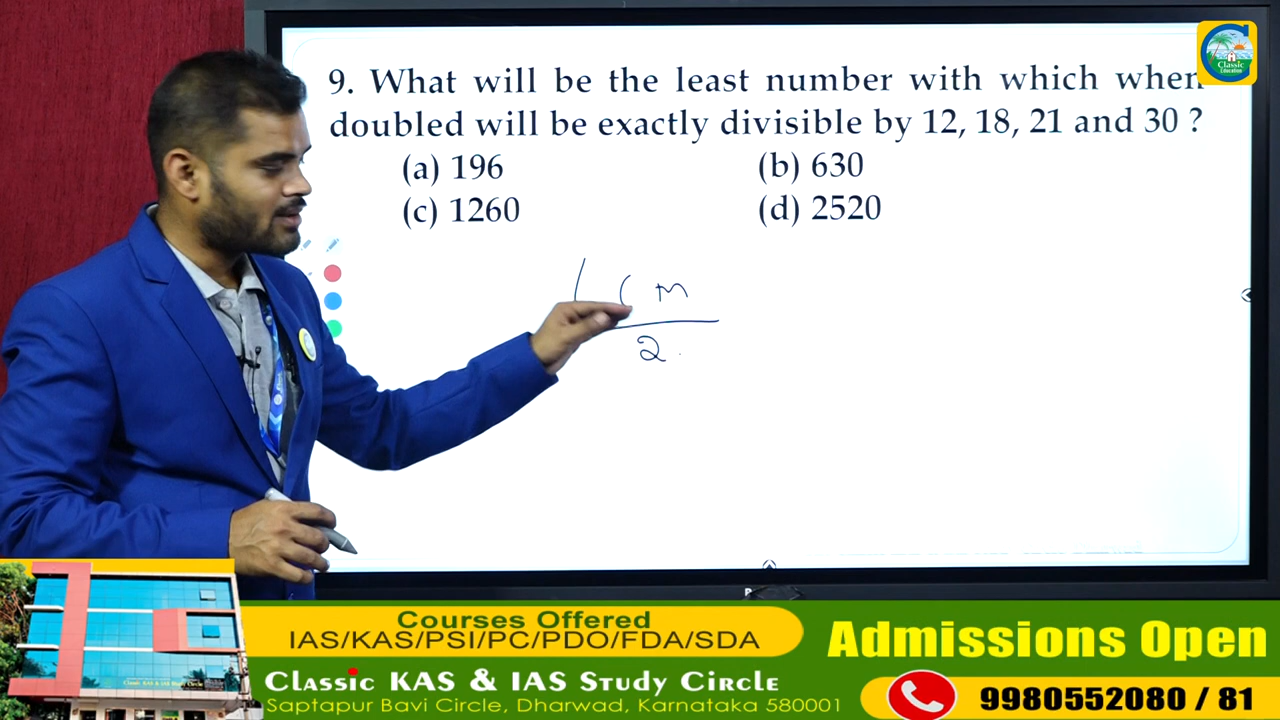 9. What will be the least number with which when
doubled will be exactly divisible by 12, 18, 21 and 30 ?
(a) 196 (b) 630
(c) 1260 (d) 2520
LCM
2
Classic
Education
Courses Offered
IAS/KAS/PSI/PC/PDO/FDA/SDA
Classic KAS & IAS Study Circle
Saptapur Bavi Circle, Dharwad, Karnataka 580001
Admissions Open
9980552080 / 81